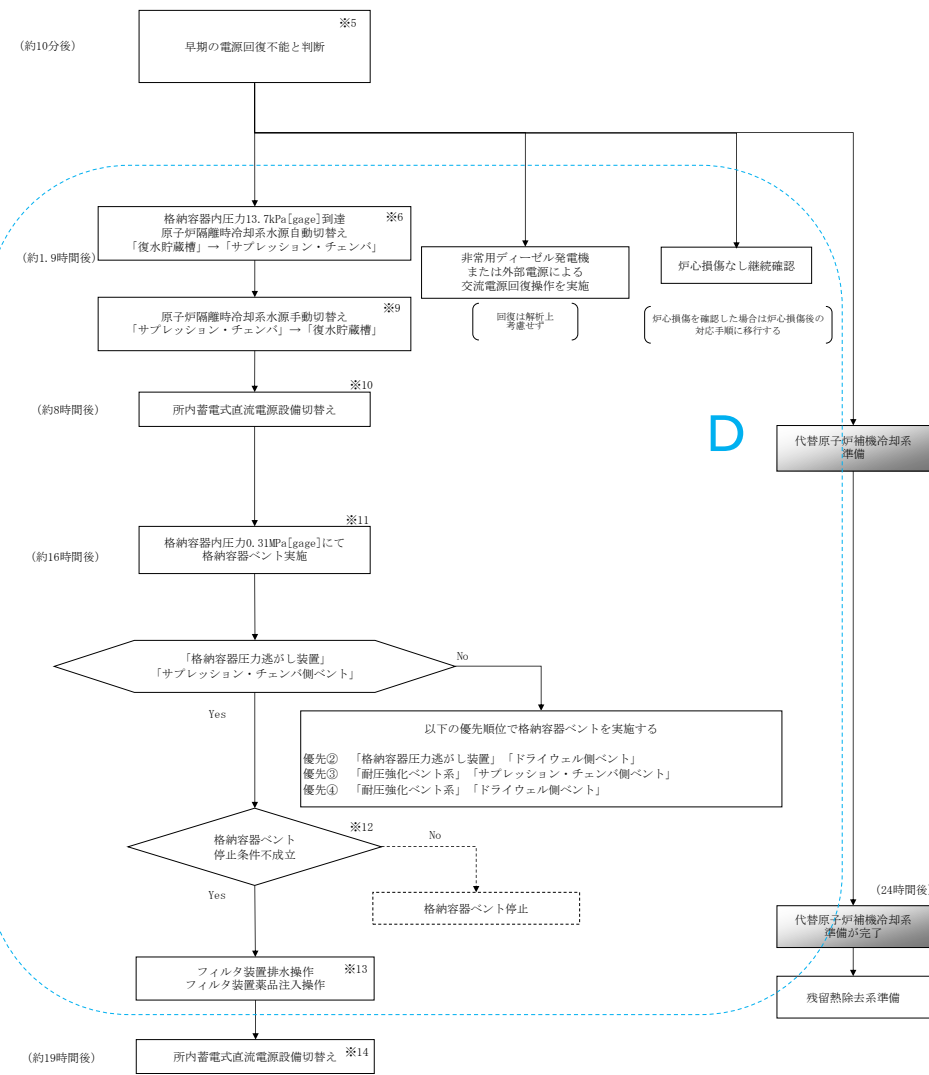 ※5
(約10分後)
早期の電源回復不能と判断
格納容器内圧力13.7kPa[gage]到達
※6
原子炉隔離時冷却系水源自動切替え
「復水貯蔵槽」→「サプレッション・チェンバ」
(約1.9時間後)
非常用ディーゼル発電機
または外部電源による
交流電源回復操作を実施
炉心損傷なし継続確認
※9
原子炉隔離時冷却系水源手動切替え
「サプレッション・チェンバ」→「復水貯蔵槽」
回復は解析上
考慮せず
炉心損傷を確認した場合は炉心損傷後の
対応手順に移行する
※10
(約8時間後)
所内蓄電式直流電源設備切替え
D
代替原子炉補機冷却系
準備
※11
(約16時間後)
格納容器内圧力0.31MPa[gage]にて
格納容器ベント実施
「格納容器圧力逃がし装置」
「サプレッション・チェンバ側ベント」
No
Yes
以下の優先順位で格納容器ベントを実施する
優先② 「格納容器圧力逃がし装置」「ドライウェル側ベント」
優先③ 「耐圧強化ベント系」「サプレッション・チェンバ側ベント」
優先④ 「耐圧強化ベント系」「ドライウェル側ベント」
※12
格納容器ベント
停止条件不成立
No
Yes
格納容器ベント停止
(24時間後)
代替原子炉補機冷却系
準備が完了
フィルタ装置排水操作
フィルタ装置薬品注入操作
※13
残留熱除去系準備
(約19時間後)
所内蓄電式直流電源設備切替え
※14